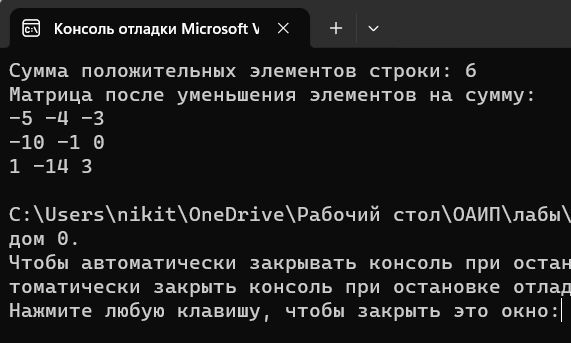 Консоль отладки Microsoft V
Сумма положительных элементов строки: 6
Матрица после уменьшения элементов на сумму:
-5 -4 -3
-10 -1 0
1 -14 3
C:\Users\nikit\OneDrive\Рабочий стол\ОАИП\лабы\
дом 0.
Чтобы автоматически закрывать консоль при остан
томатически закрыть консоль при остановке отлад
Нажмите любую клавишу, чтобы закрыть это окно: